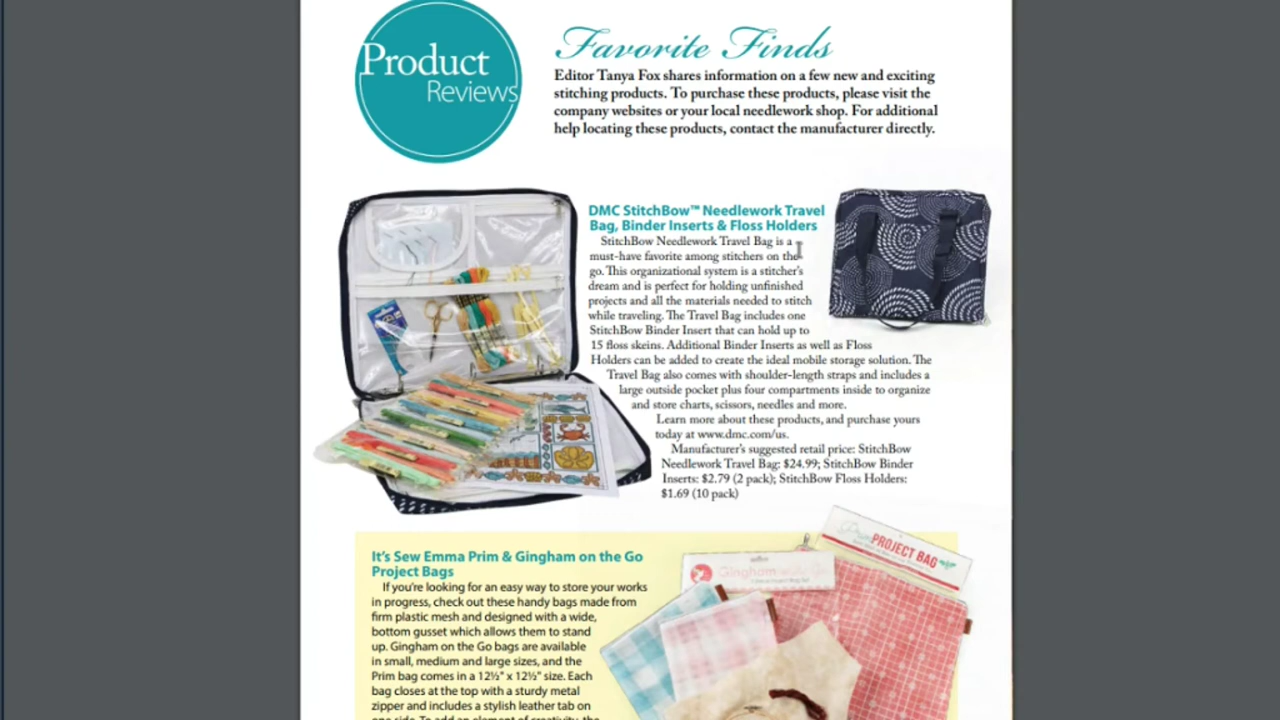 Product
Reviews
Favorite Finds
Editor Tanya Fox shares information on a few new and exciting
stitching products. To purchase these products, please visit the
company websites or your local needlework shop. For additional
help locating these products, contact the manufacturer directly.
DMC StitchBow™ Needlework Travel
Bag, Binder Inserts & Floss Holders
StitchBow Needlework Travel Bag is a
must-have favorite among stitchers on the
go. This organizational system is a stitcher's
dream and is perfect for holding unfinished
projects and all the materials needed to stitch
while traveling. The Travel Bag includes one
StitchBow Binder Insert that can hold up to
15 floss skeins. Additional Binder Inserts as well as Floss
Holders can be added to create the ideal mobile storage solution. The
Travel Bag also comes with shoulder-length straps and includes a
large outside pocket plus four compartments inside to organize
and store charts, scissors, needles and more.
Learn more about these products, and purchase yours
today at www.dmc.com/us.
Manufacturer's suggested retail price: StitchBow
Needlework Travel Bag: $24.99; StitchBow Binder
Inserts: $2.79 (2 pack); StitchBow Floss Holders:
$1.69 (10 pack)
It's Sew Emma Prim & Gingham on the Go
Project Bags
If you're looking for an easy way to store your works
in progress, check out these handy bags made from
firm plastic mesh and designed with a wide,
bottom gusset which allows them to stand
up. Gingham on the Go bags are available
in small, medium and large sizes, and the
Prim bag comes in a 12½" x 12½" size. Each
bag closes at the top with a sturdy metal
zipper and includes a stylish leather tab on
one side. To add an element of creativity, the
Gingham
PROJECT BAG